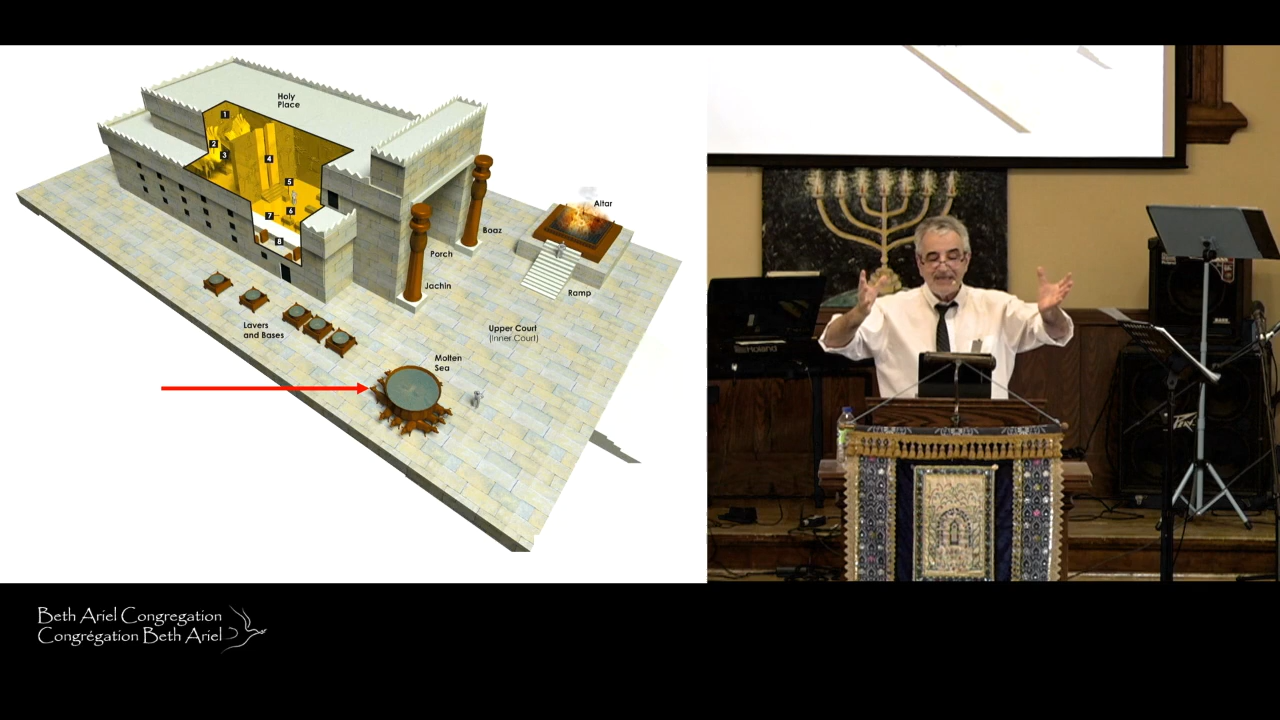 Holy
Place
1
2
3
4
5
6
7
8
Altar
Boaz
Porch
Jachin
Ramp
Lavers
and Bases
Upper Court
(Inner Court)
Molten
Sea
PEAVEY
Beth Ariel Congregation
Congrégation Beth Ariel